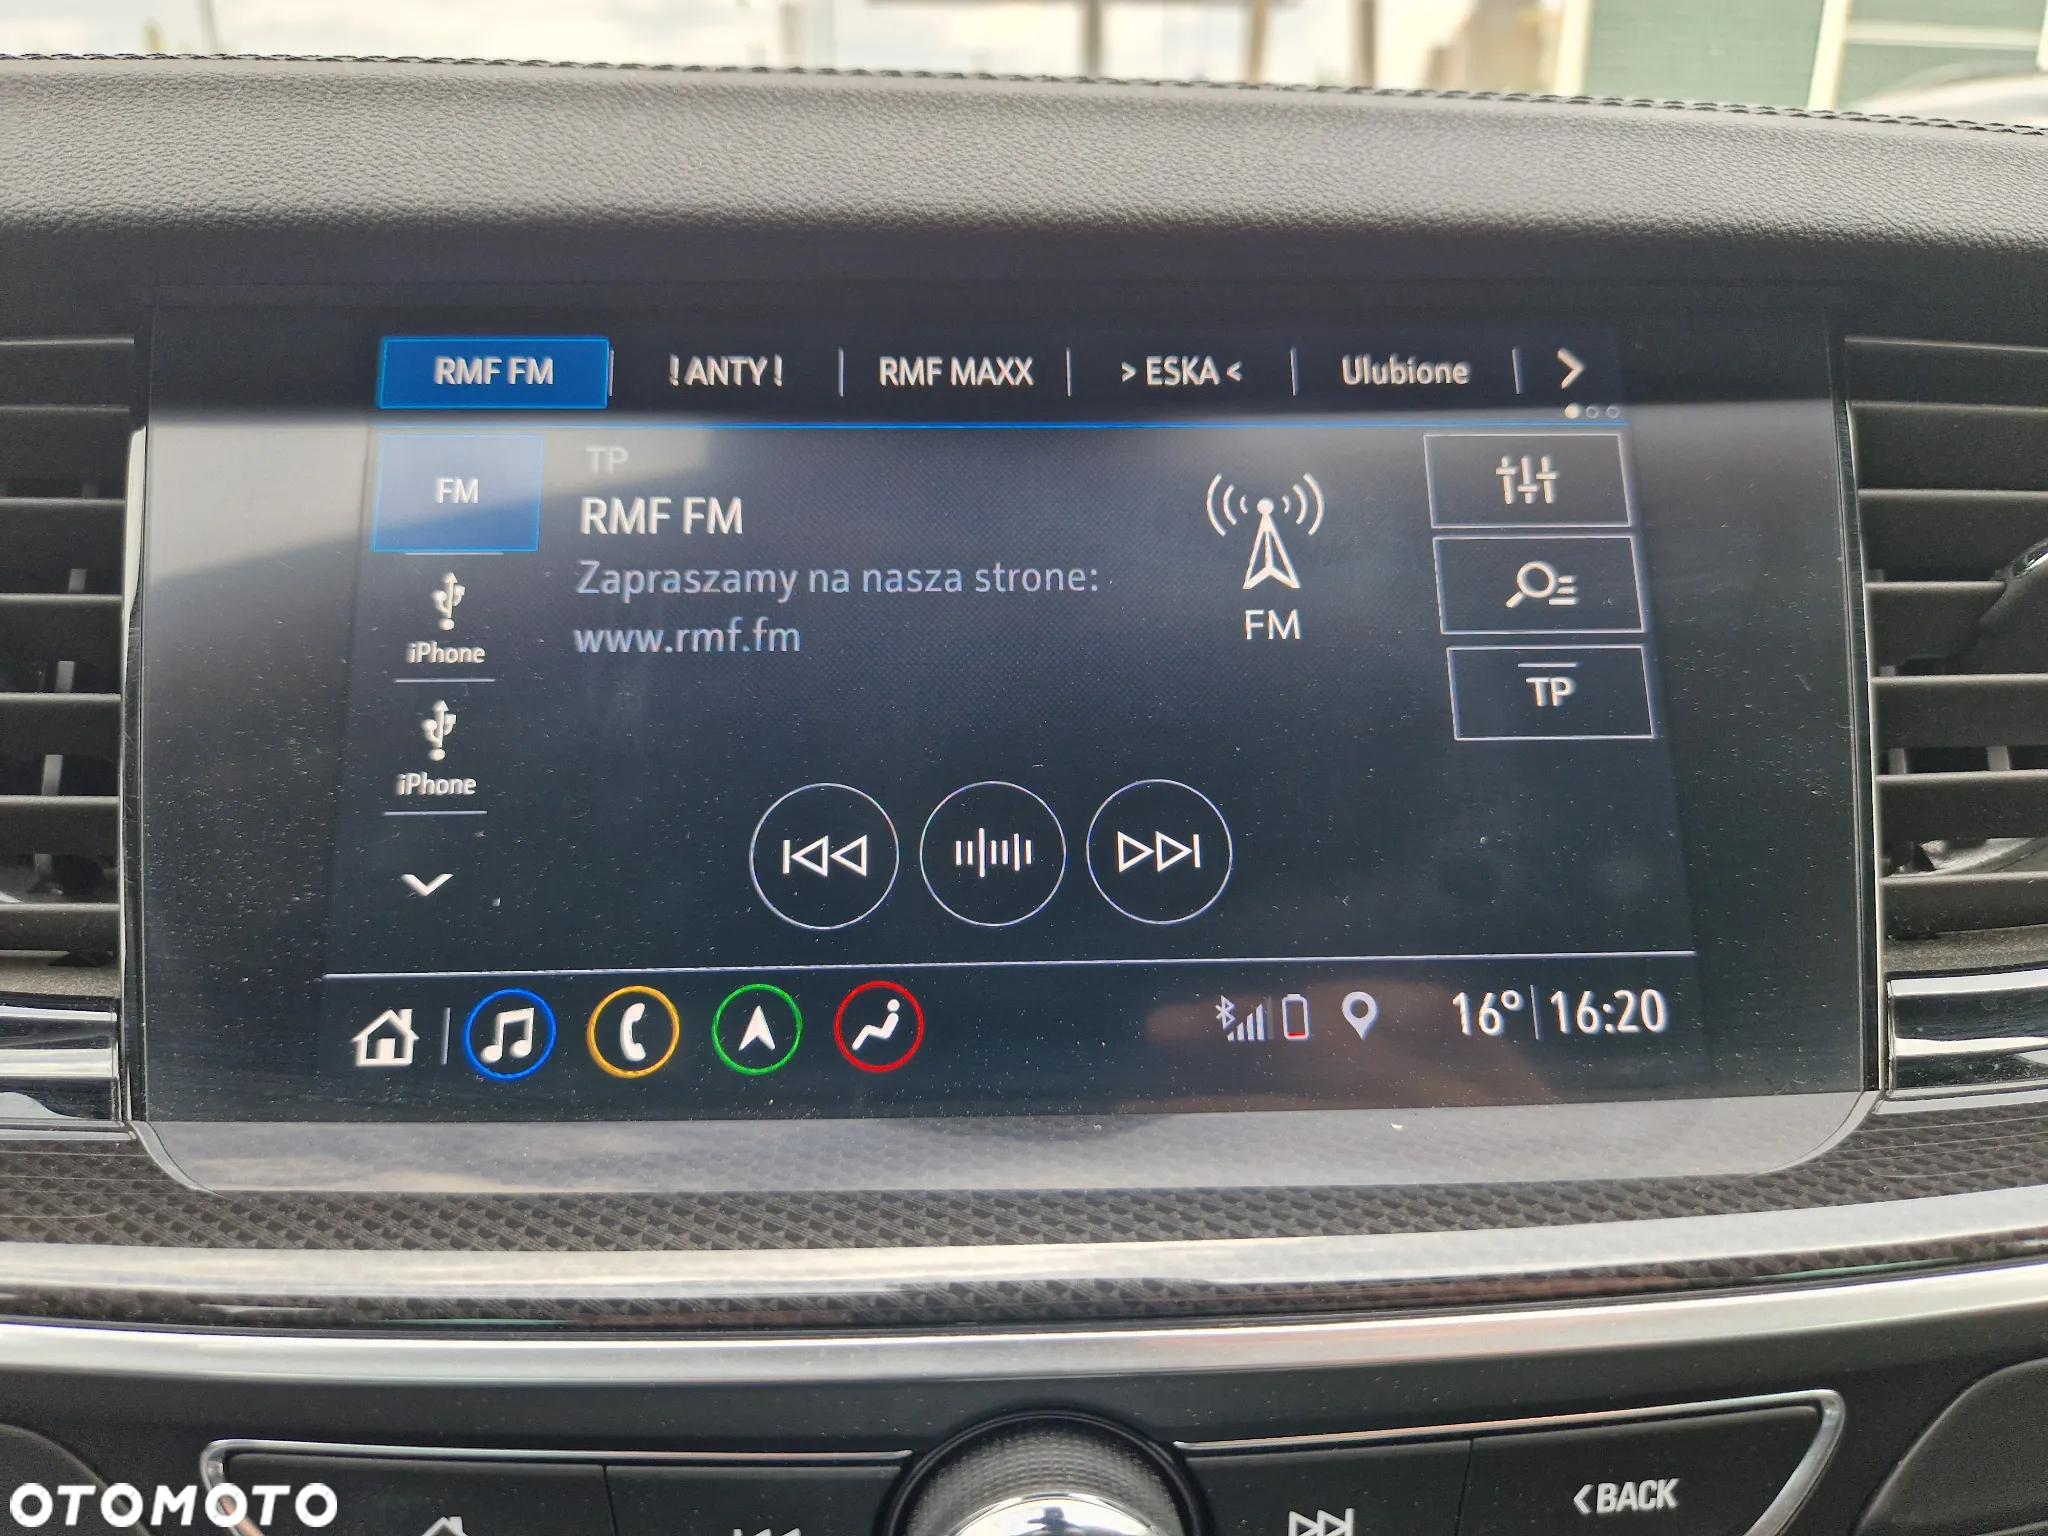 RMF FM
!ANTY!
RMF MAXX
> ESKA <
Ulubione
FM
TP
RMF FM
Zapraszamy na nasza strone:
www.rmf.fm
FM
TP
iPhone
iPhone
16° 16:20
<BACK
OTOMOTO